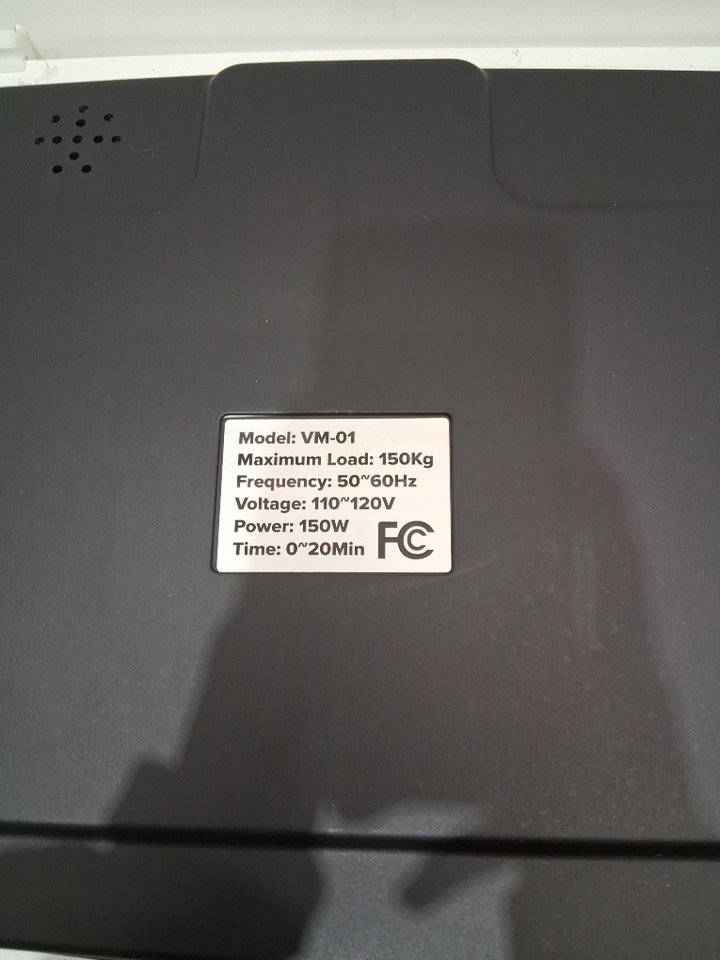 Model: VM-01
Maximum Load: 150Kg
Frequency: 50~60Hz
Voltage: 110~120V
Power: 150W
Time: 0~20Min FC